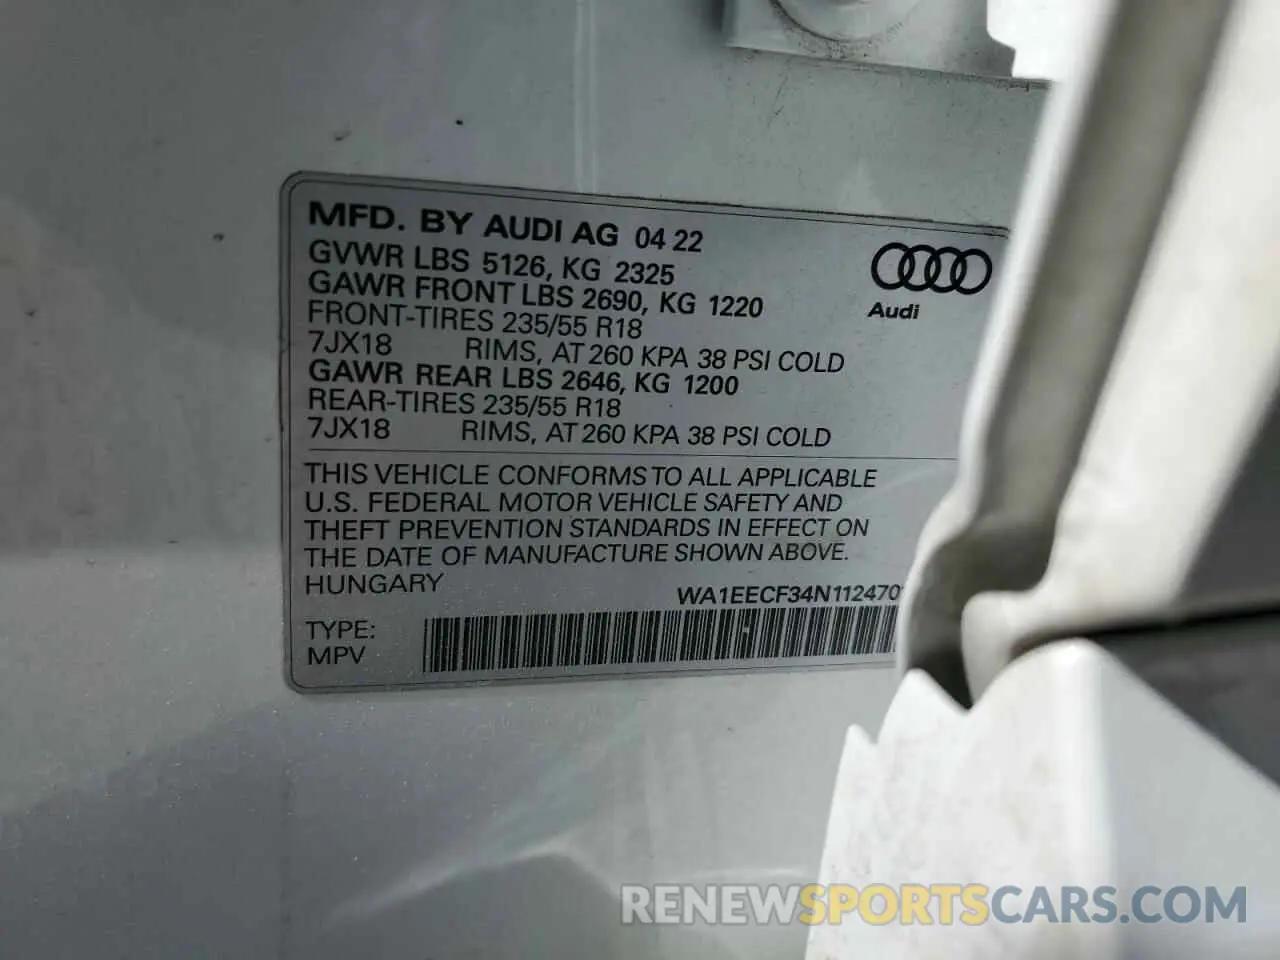 MFD. BY AUDI AG 04 22
GVWR LBS 5126, KG 2325
GAWR FRONT LBS 2690, KG 1220
FRONT-TIRES 235/55 R18
7JX18 RIMS, AT 260 KPA 38 PSI COLD
GAWR REAR LBS 2646, KG 1200
REAR-TIRES 235/55 R18
7JX18 RIMS, AT 260 KPA 38 PSI COLD
Audi
THIS VEHICLE CONFORMS TO ALL APPLICABLE
U.S. FEDERAL MOTOR VEHICLE SAFETY AND
THEFT PREVENTION STANDARDS IN EFFECT ON
THE DATE OF MANUFACTURE SHOWN ABOVE.
HUNGARY
WA1EECF34N112470
TYPE:
MPV
RENEWSPORTSCARS.COM